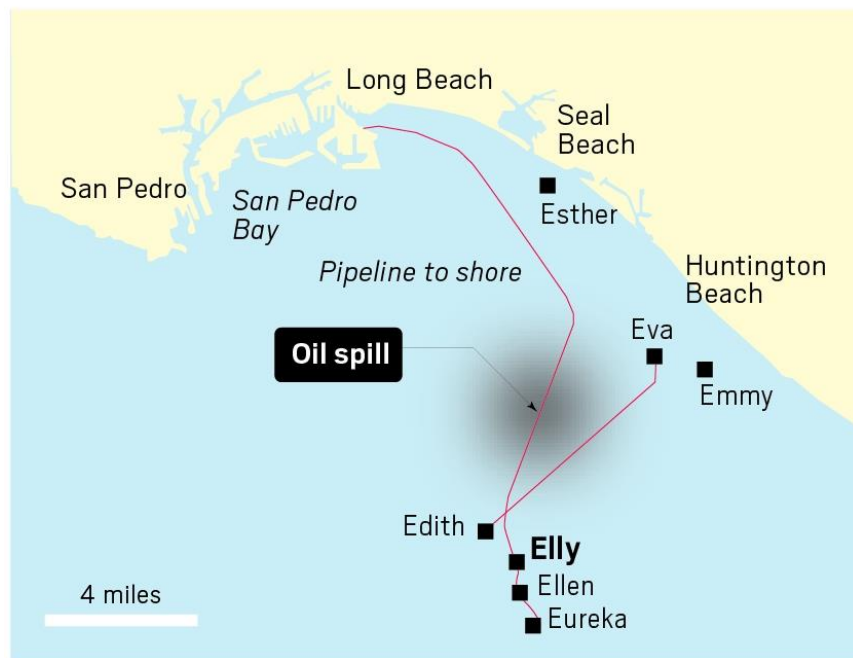 Long Beach
Seal
Beach
San Pedro
San Pedro
Bay
Esther
Pipeline to shore
Huntington
Beach
Oil spill
Eva
Emmy
Edith
Elly
Ellen
Eureka
4 miles